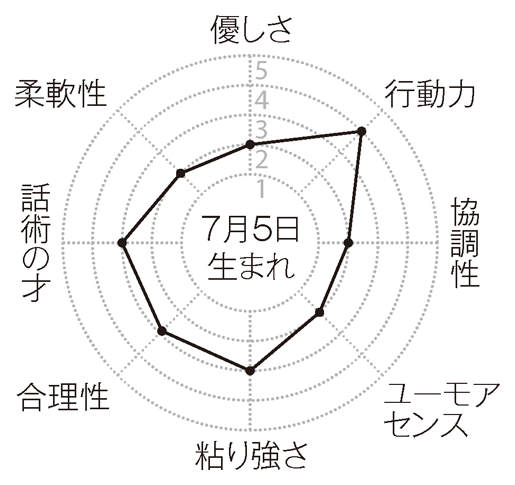 優しさ
行動力
協調性
ユーモア
センス
粘り強さ
合理性
話術の才
柔軟性
5
4
3
2
1
7月5日
生まれ